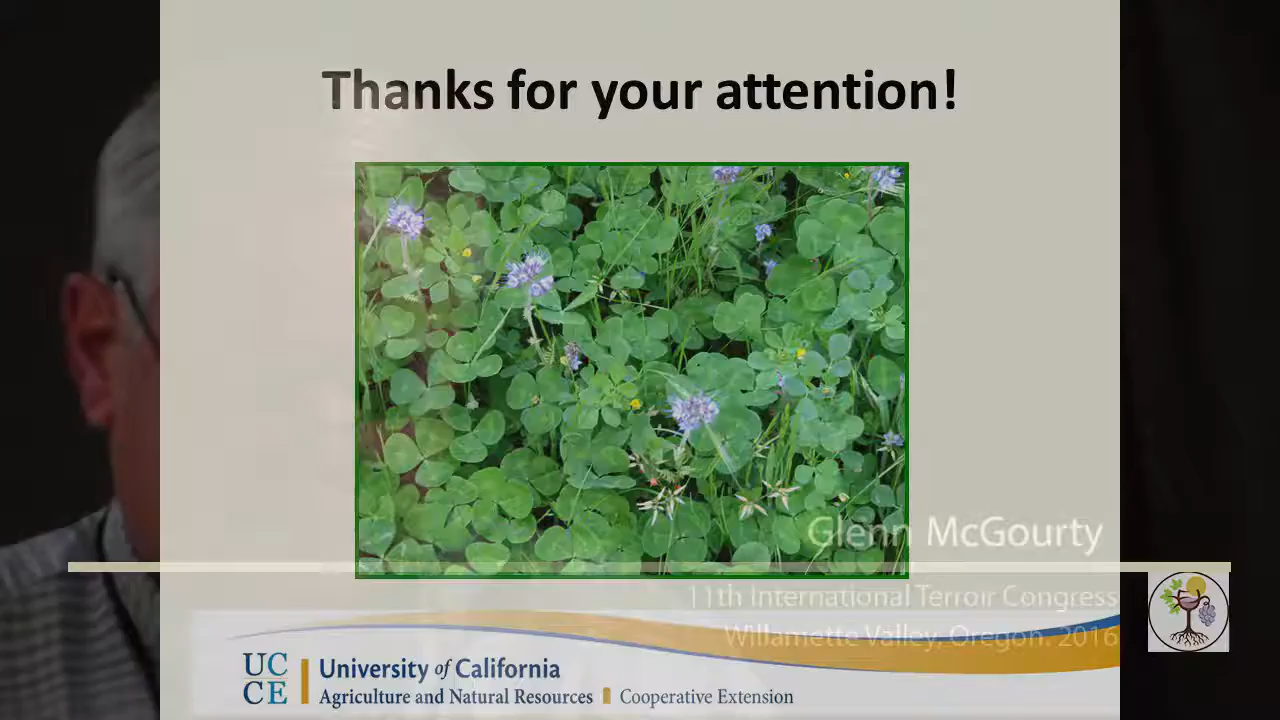 Thanks for your attention!
Glenn McGourty
11th International Terroir Congress
Willamette Valley, Oregon. 2016
UC
CE
University of California
Agriculture and Natural Resources
Cooperative Extension